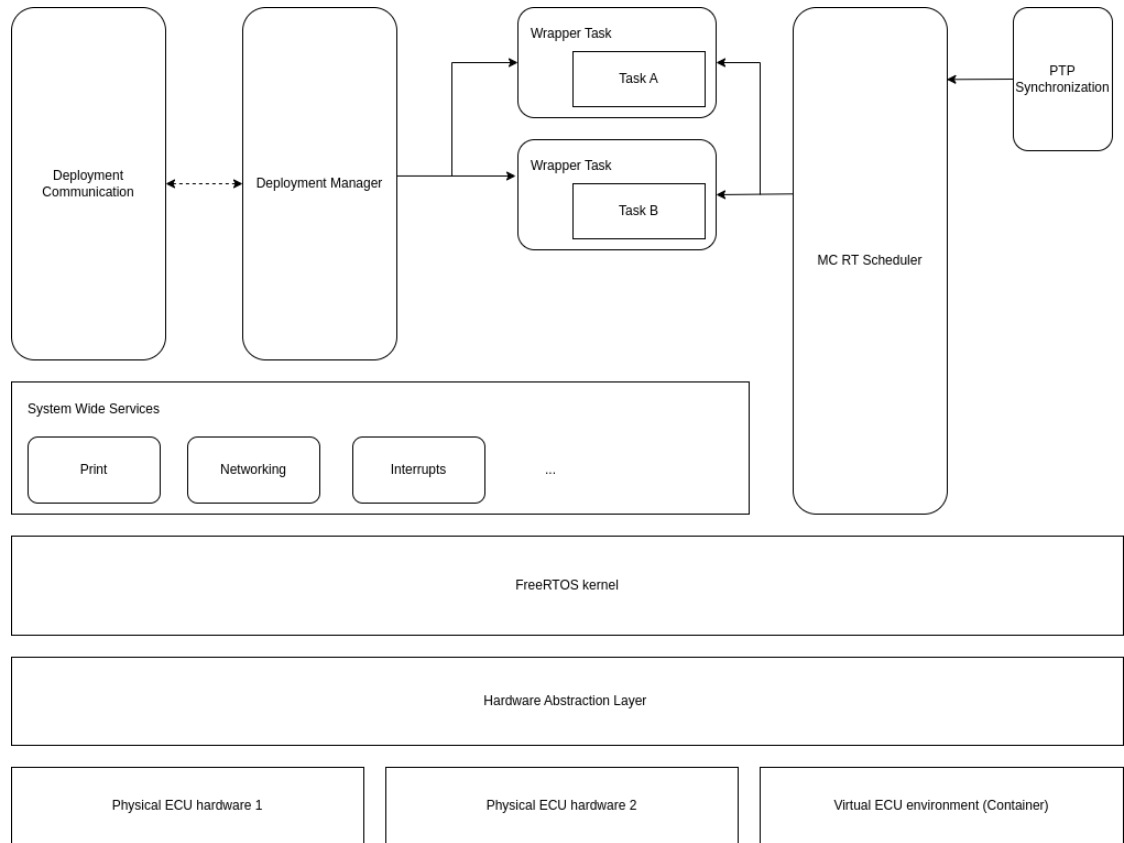 Wrapper Task
Task A
PTP
Synchronization
Deployment
Communication
Deployment Manager
Wrapper Task
Task B
MC RT Scheduler
System Wide Services
Print
Networking
Interrupts
...
FreeRTOS kernel
Hardware Abstraction Layer
Physical ECU hardware 1
Physical ECU hardware 2
Virtual ECU environment (Container)